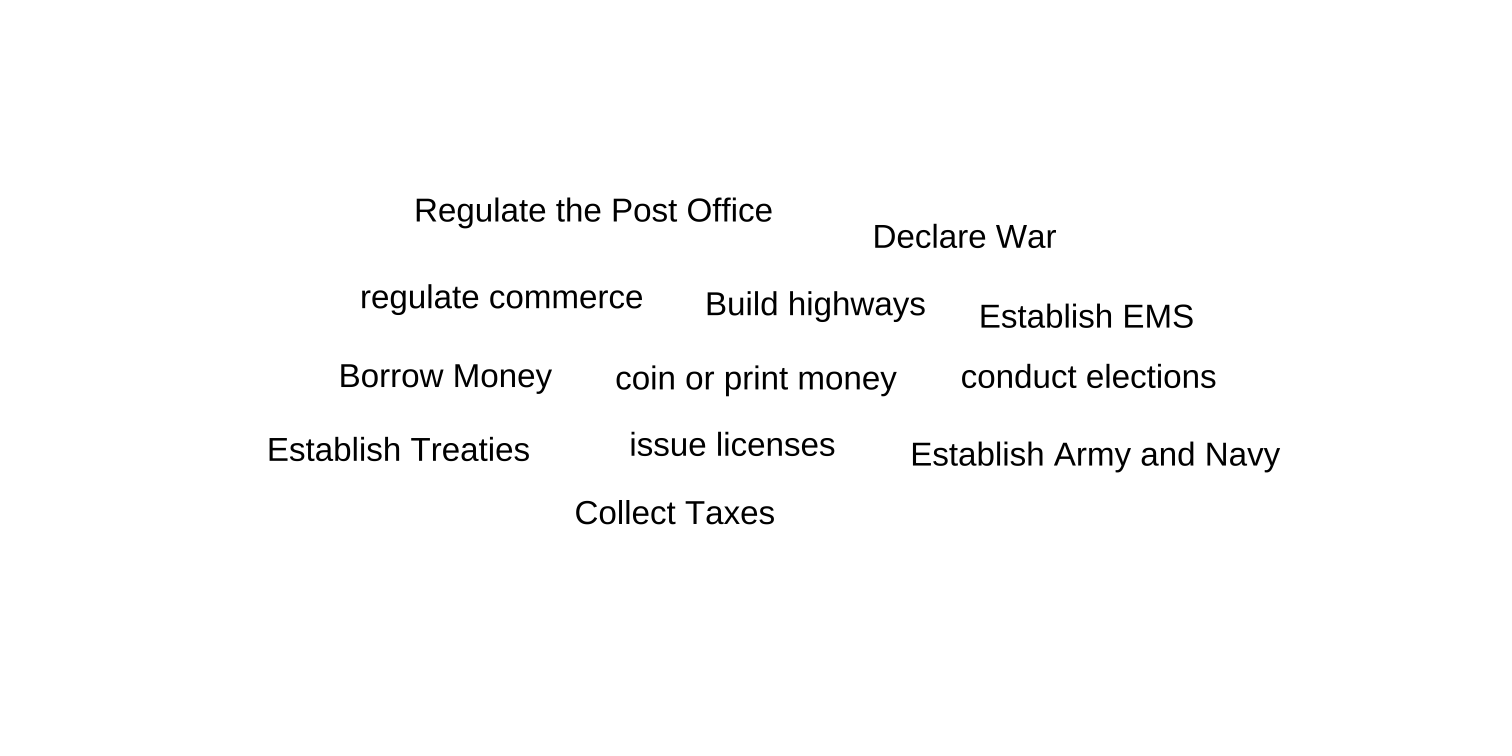 Regulate the Post Office
Declare War
regulate commerce
Build highways
Establish EMS
Borrow Money
coin or print money
conduct elections
Establish Treaties
issue licenses
Establish Army and Navy
Collect Taxes